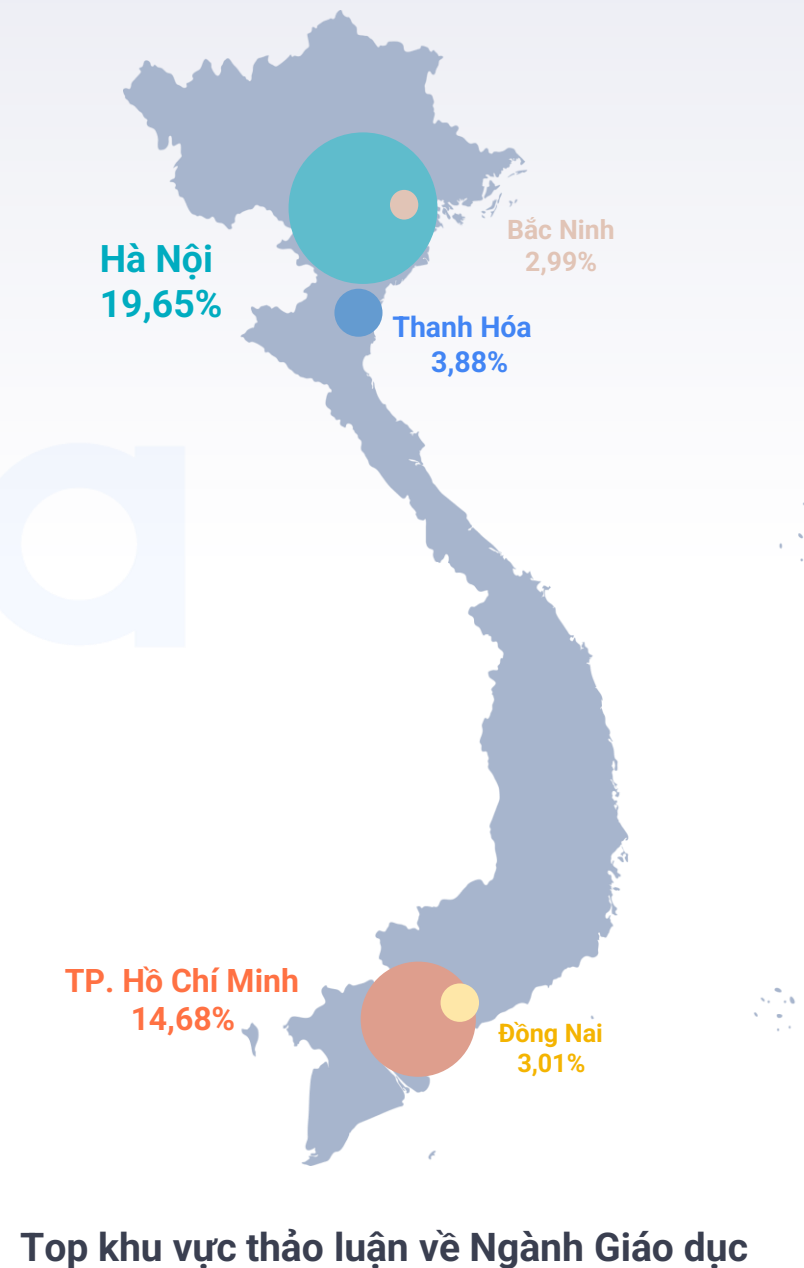 Hà Nội
19,65%
Bắc Ninh
2,99%
Thanh Hóa
3,88%
TP. Hồ Chí Minh
14,68%
Đồng Nai
3,01%
Top khu vực thảo luận về Ngành Giáo dục